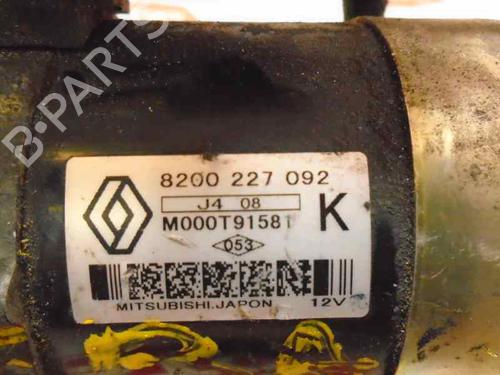 B-PARTS
8200 227 092
J4 08
M000T91581
K
053
MITSUBISHI.JAPON
12V